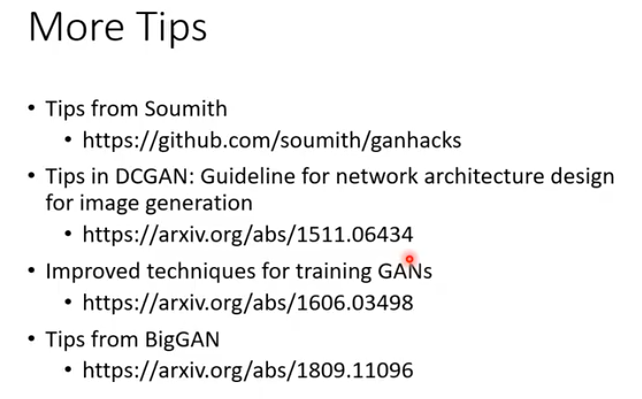 More Tips
• Tips from Soumith
• https://github.com/soumith/ganhacks
• Tips in DCGAN: Guideline for network architecture design
for image generation
• https://arxiv.org/abs/1511.06434
• Improved techniques for training GANs
• https://arxiv.org/abs/1606.03498
• Tips from BigGAN
• https://arxiv.org/abs/1809.11096